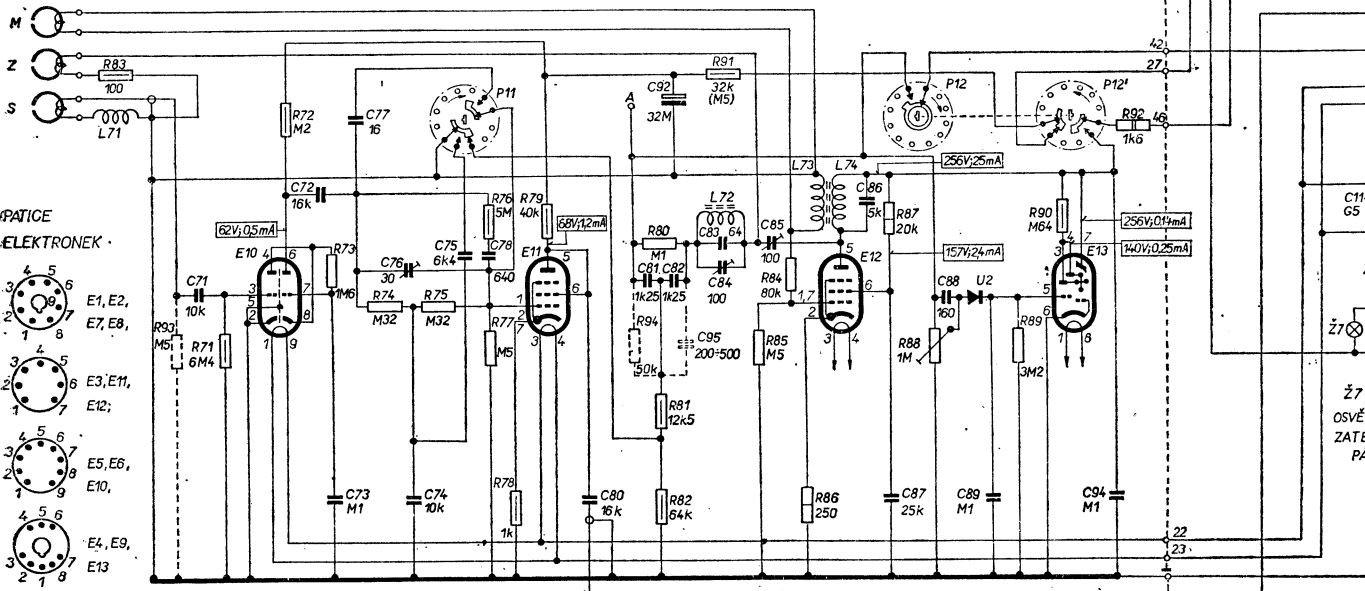 M
Z
S
R83
100
L71
R72
M2
C77
16
P11
C92
32M
R91
32k
(M5)
A
P12
P12'
42
27
46
R92
1k6
C72
16k
R76
5M
R79
40k
68V; 1,2mA
62V; 0,5mA
L73
L74
256V; 25mA
C86
5k
R87
20k
157V; 2,4mA
R90
M64
256V; 0,14mA
140V; 0,25mA
C11
G5
PATICE
ELEKTRONEK
E1, E2,
E7, E8,
E3, E11,
E12;
E5, E6,
E10,
E4, E9,
E13
C71
10k
R93
M5
R71
6M4
E10
R73
1M6
C76
30
R74
M32
R75
M32
C75
6k4
C78
640
R77
M5
E11
R80
M1
L72
C83
64
C84
100
C85
100
C81
1k25
C82
1k25
R94
50k
C95
200÷500
R84
80k
R85
M5
E12
C88
160
U2
R88
1M
R89
3M2
E13
Ž7
Ž7
OSVĚ
ZATE
PA
C73
M1
C74
10k
R78
1k
C80
16k
R81
12k5
R82
64k
R86
250
C87
25k
C89
M1
C94
M1
22
23